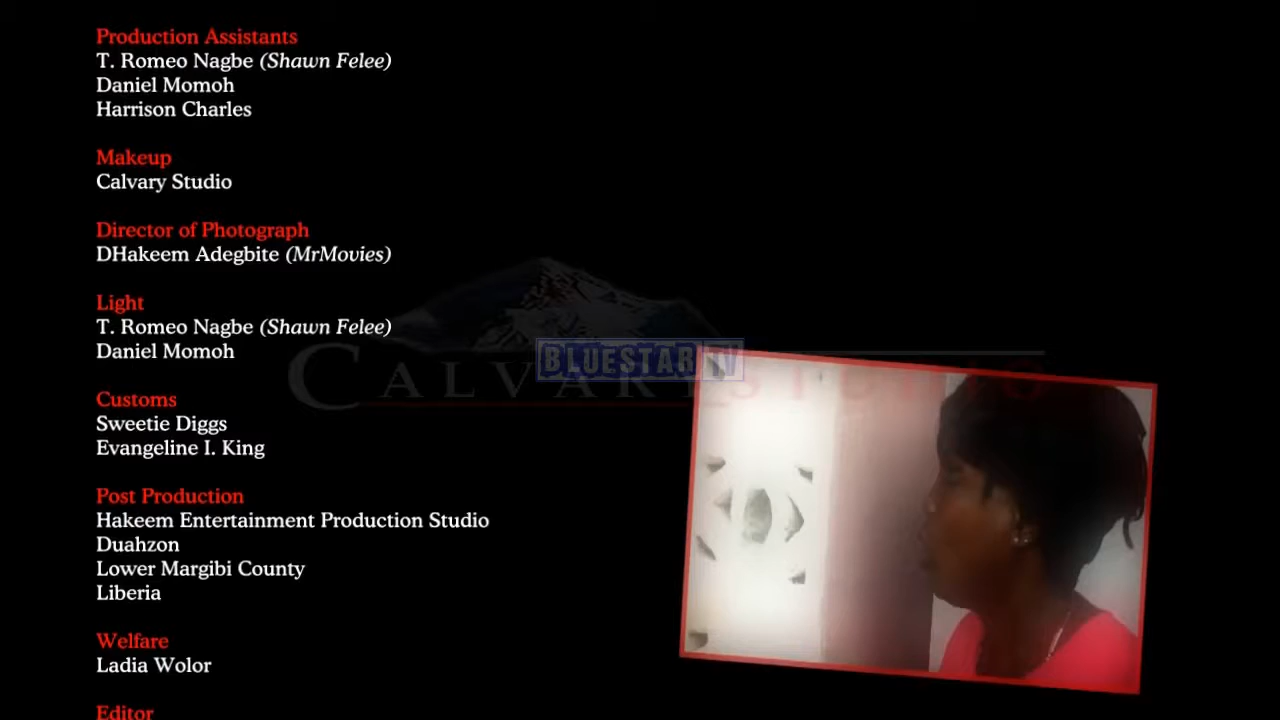 Production Assistants
T. Romeo Nagbe (Shawn Felee)
Daniel Momoh
Harrison Charles
Makeup
Calvary Studio
Director of Photograph
DHakeem Adegbite (MrMovies)
Light
T. Romeo Nagbe (Shawn Felee)
Daniel Momoh
CALVARY STUDIO
BLUESTAR TV
Customs
Sweetie Diggs
Evangeline I. King
Post Production
Hakeem Entertainment Production Studio
Duahzon
Lower Margibi County
Liberia
Welfare
Ladia Wolor
Editor